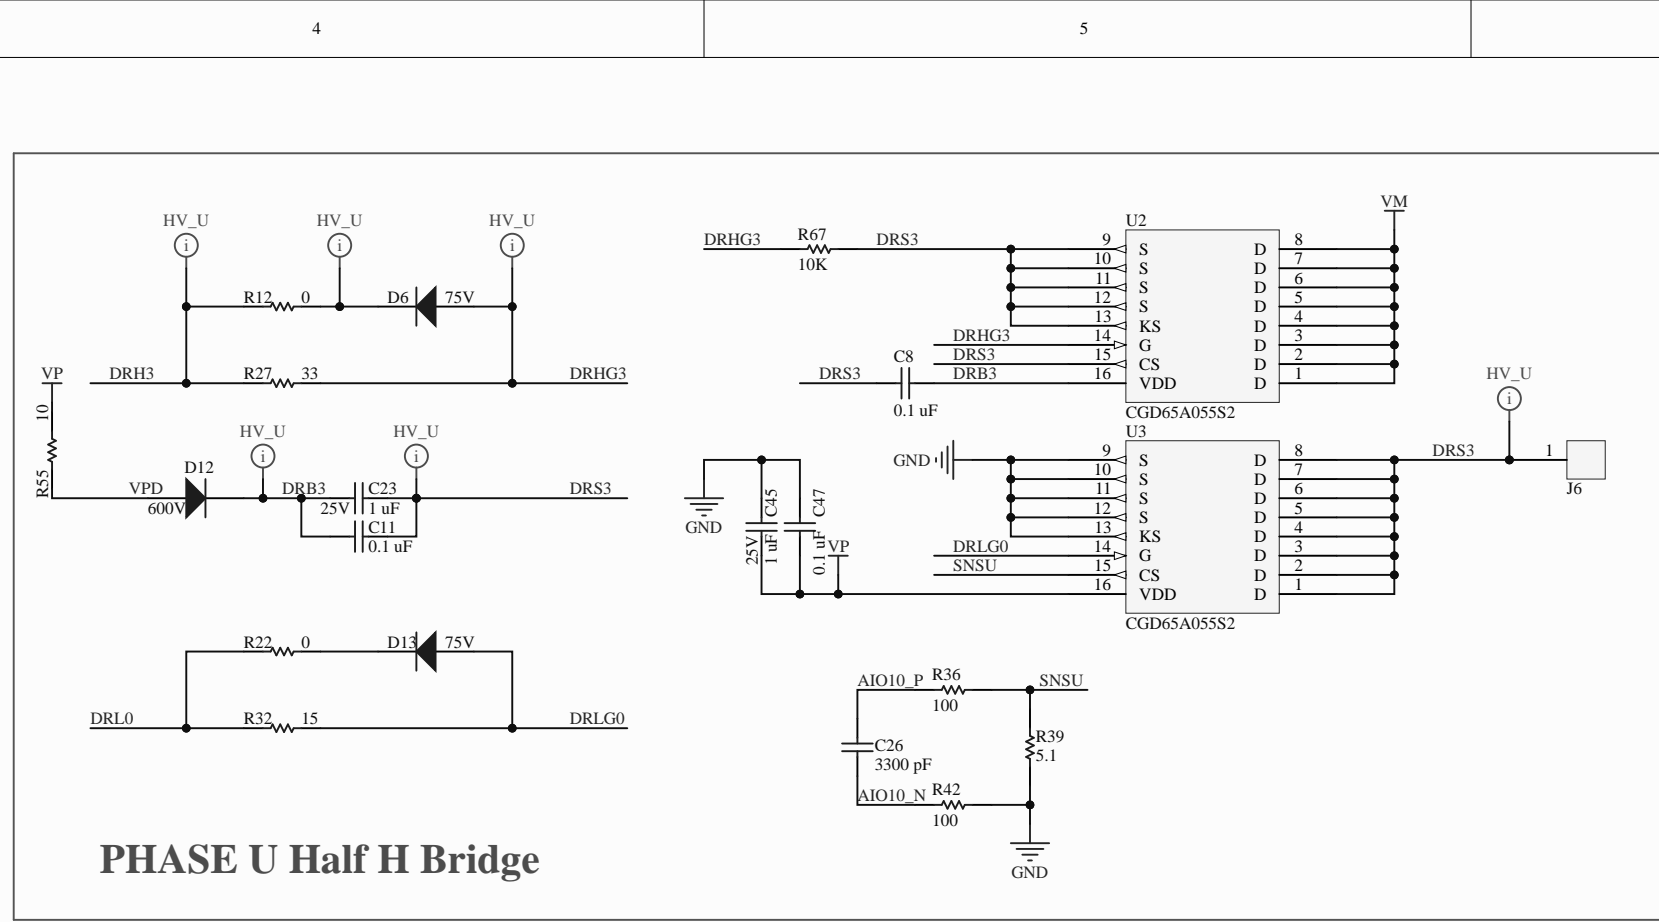 4
5
HV_U
HV_U
HV_U
i
i
i
R12 0
D6 75V
DRH3
R27 33
DRHG3
VP
10
R55
HV_U
HV_U
i
i
D12
VPD
600V
DRB3
C23
25V
1 uF
C11
0.1 uF
DRS3
R22 0
D13 75V
DRL0
R32 15
DRLG0
PHASE U Half H Bridge
DRHG3
R67
10K
DRS3
U2
VM
9 S D 8
10 S D 7
11 S D 6
12 S D 5
13 KS D 4
DRHG3 14 G D 3
DRS3 15 CS D 2
DRS3
C8
0.1 uF
DRB3 16 VDD D 1
CGD65A055S2
U3
GND
9 S D 8
10 S D 7
11 S D 6
12 S D 5
13 KS D 4
DRLG0 14 G D 3
SNSU 15 CS D 2
16 VDD D 1
CGD65A055S2
GND
C45
25V
1 uF
C47
0.1 uF
VP
HV_U
i
DRS3
1
J6
AIO10_P
R36
100
SNSU
C26
3300 pF
R39
5.1
AIO10_N
R42
100
GND